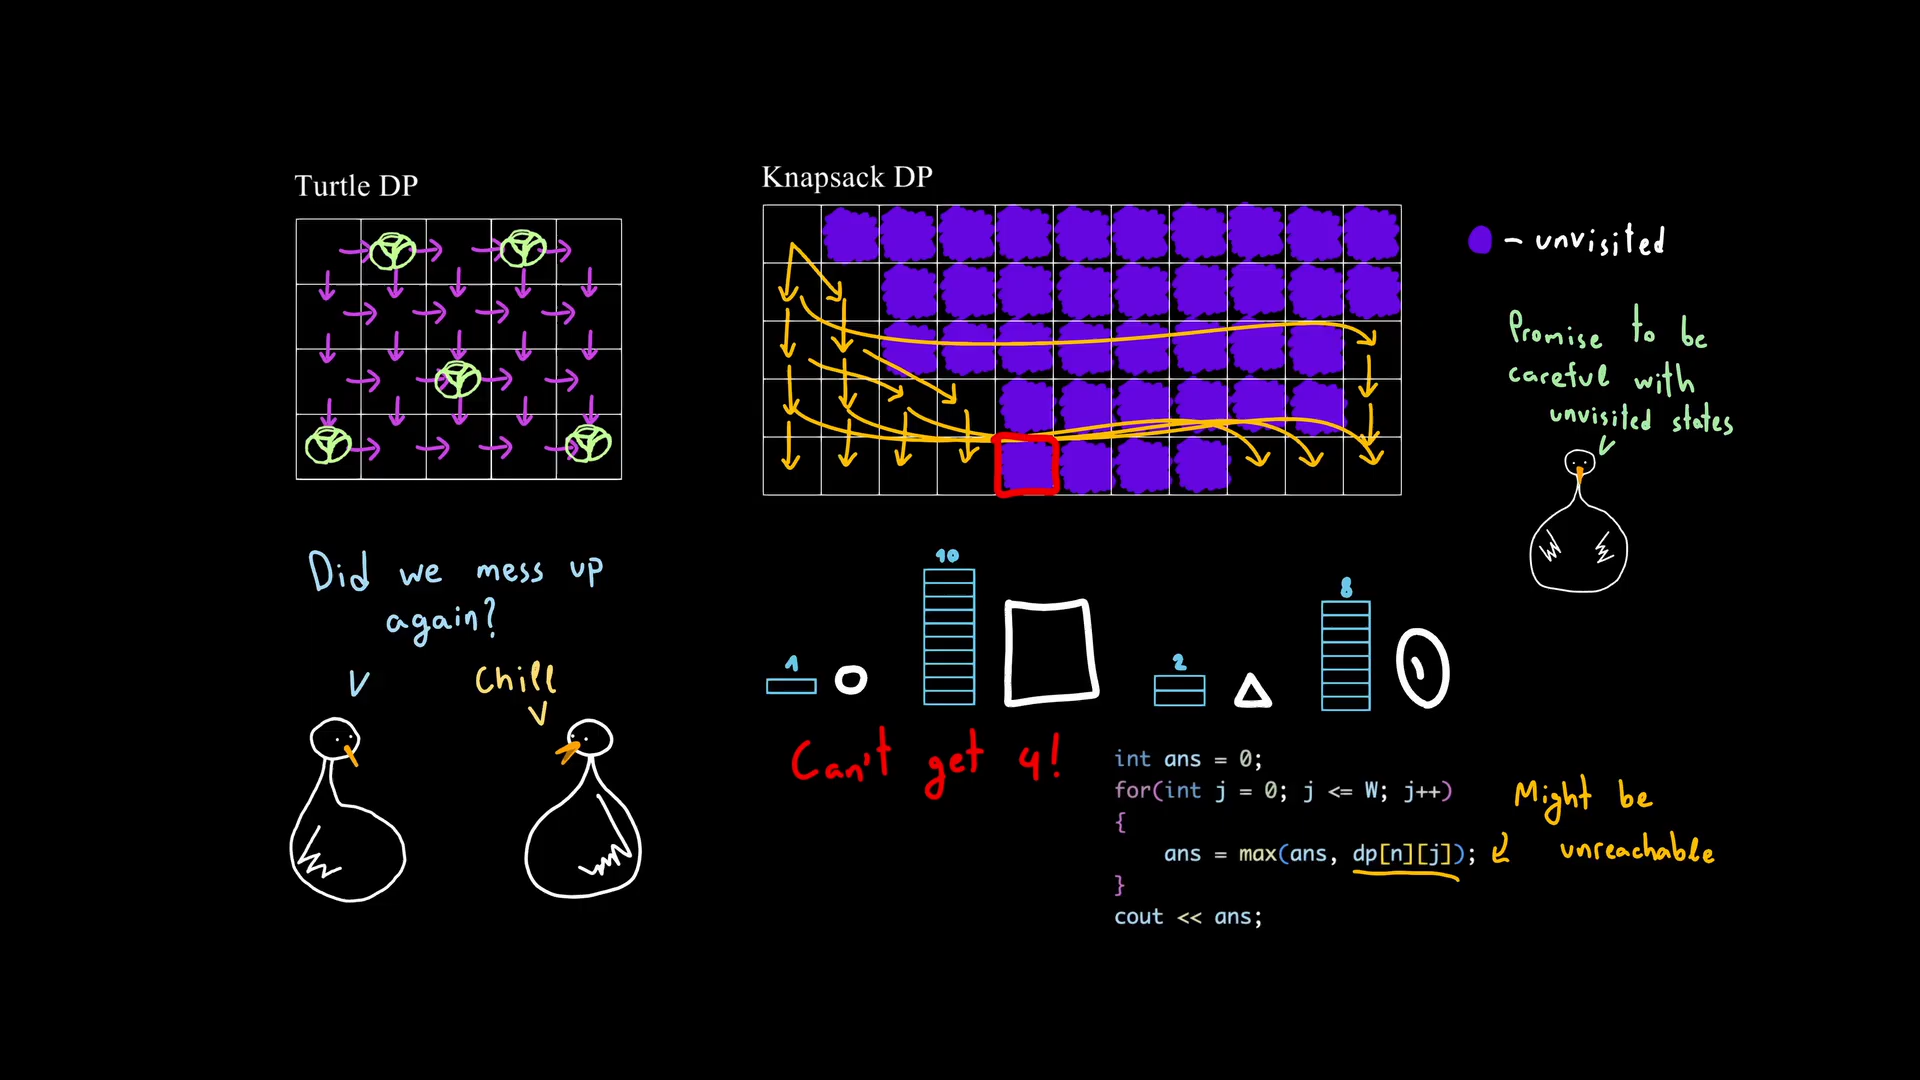 Turtle DP
Knapsack DP
- unvisited
Promise to be
careful with
unvisited states
Did we mess up
again?
Chill
1
10
2
8
Can't get 4!
int ans = 0;
for(int j = 0; j <= W; j++)
{
ans = max(ans, dp[n][j]);
}
cout << ans;
Might be
unreachable